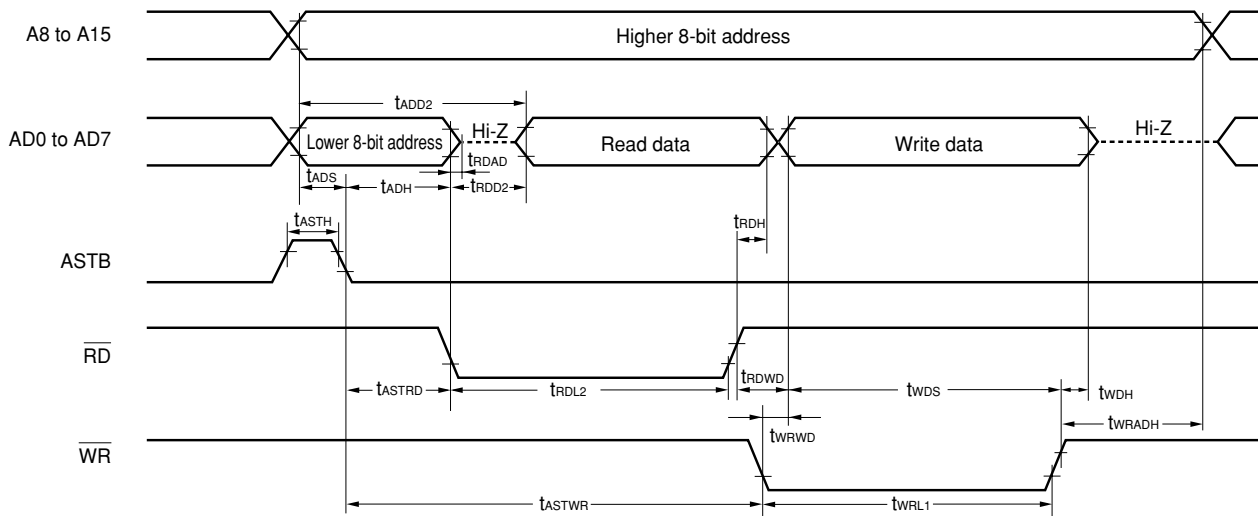 A8 to A15
Higher 8-bit address
tADD2
AD0 to AD7
Lower 8-bit address
Hi-Z
Read data
Write data
Hi-Z
tRDAD
tADS
tADH
tRDD2
tASTH
tRDH
ASTB
RD
tASTRD
tRDL2
tRDWD
tWDS
tWDH
tWRWD
tWRADH
WR
tASTWR
tWRL1